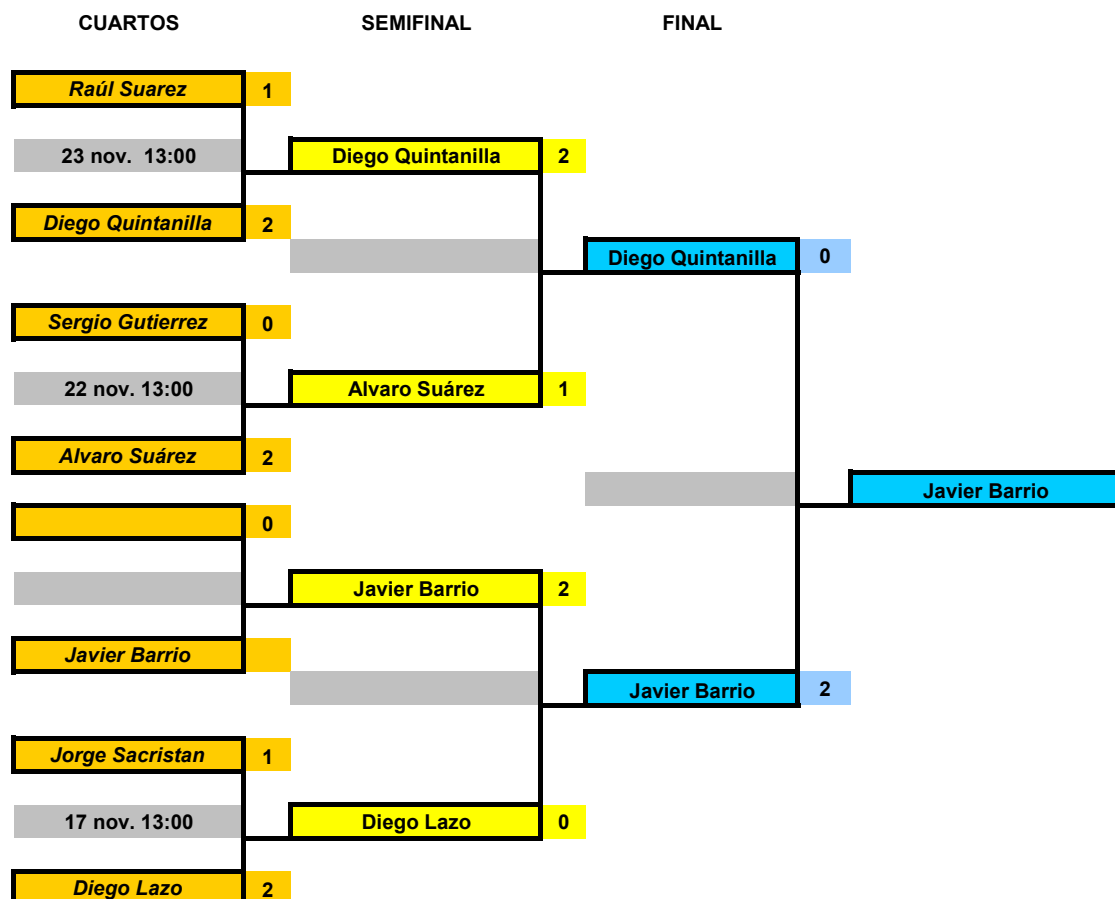 CUARTOS SEMIFINAL FINAL
Raúl Suarez 1
23 nov.  13:00 Diego Quintanilla 2
Diego Quintanilla 2
Diego Quintanilla 0
Sergio Gutierrez 0
22 nov. 13:00 Alvaro Suárez 1
Alvaro Suárez 2
Javier Barrio
0
Javier Barrio 2
Javier Barrio
Javier Barrio 2
Jorge Sacristan 1
17 nov. 13:00 Diego Lazo 0
Diego Lazo 2